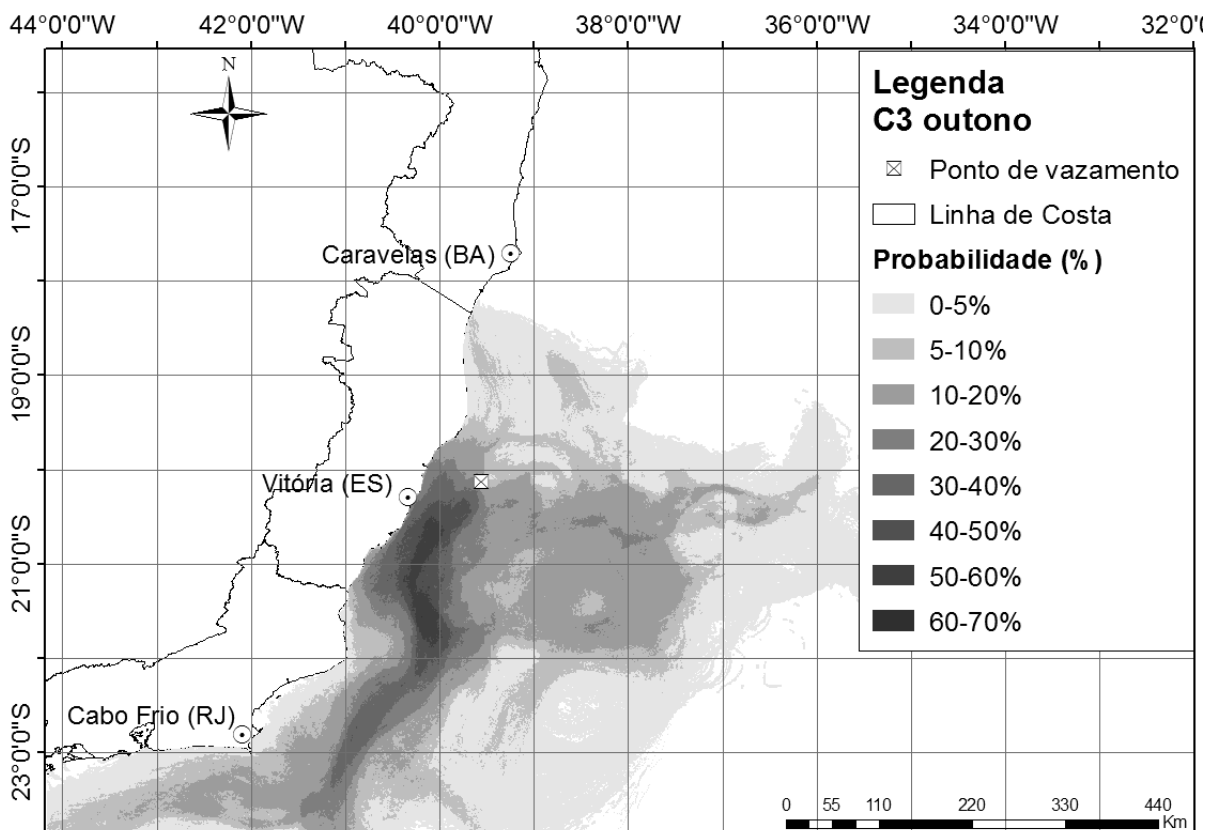 44°0'0"W 42°0'0"W 40°0'0"W 38°0'0"W 36°0'0"W 34°0'0"W 32°0'
N
17°0'0"S
19°0'0"S
21°0'0"S
23°0'0"S
Caravelas (BA)
Vitória (ES)
Cabo Frio (RJ)
Legenda
C3 outono
Ponto de vazamento
Linha de Costa
Probabilidade (%)
0-5%
5-10%
10-20%
20-30%
30-40%
40-50%
50-60%
60-70%
0 55 110 220 330 440
Km